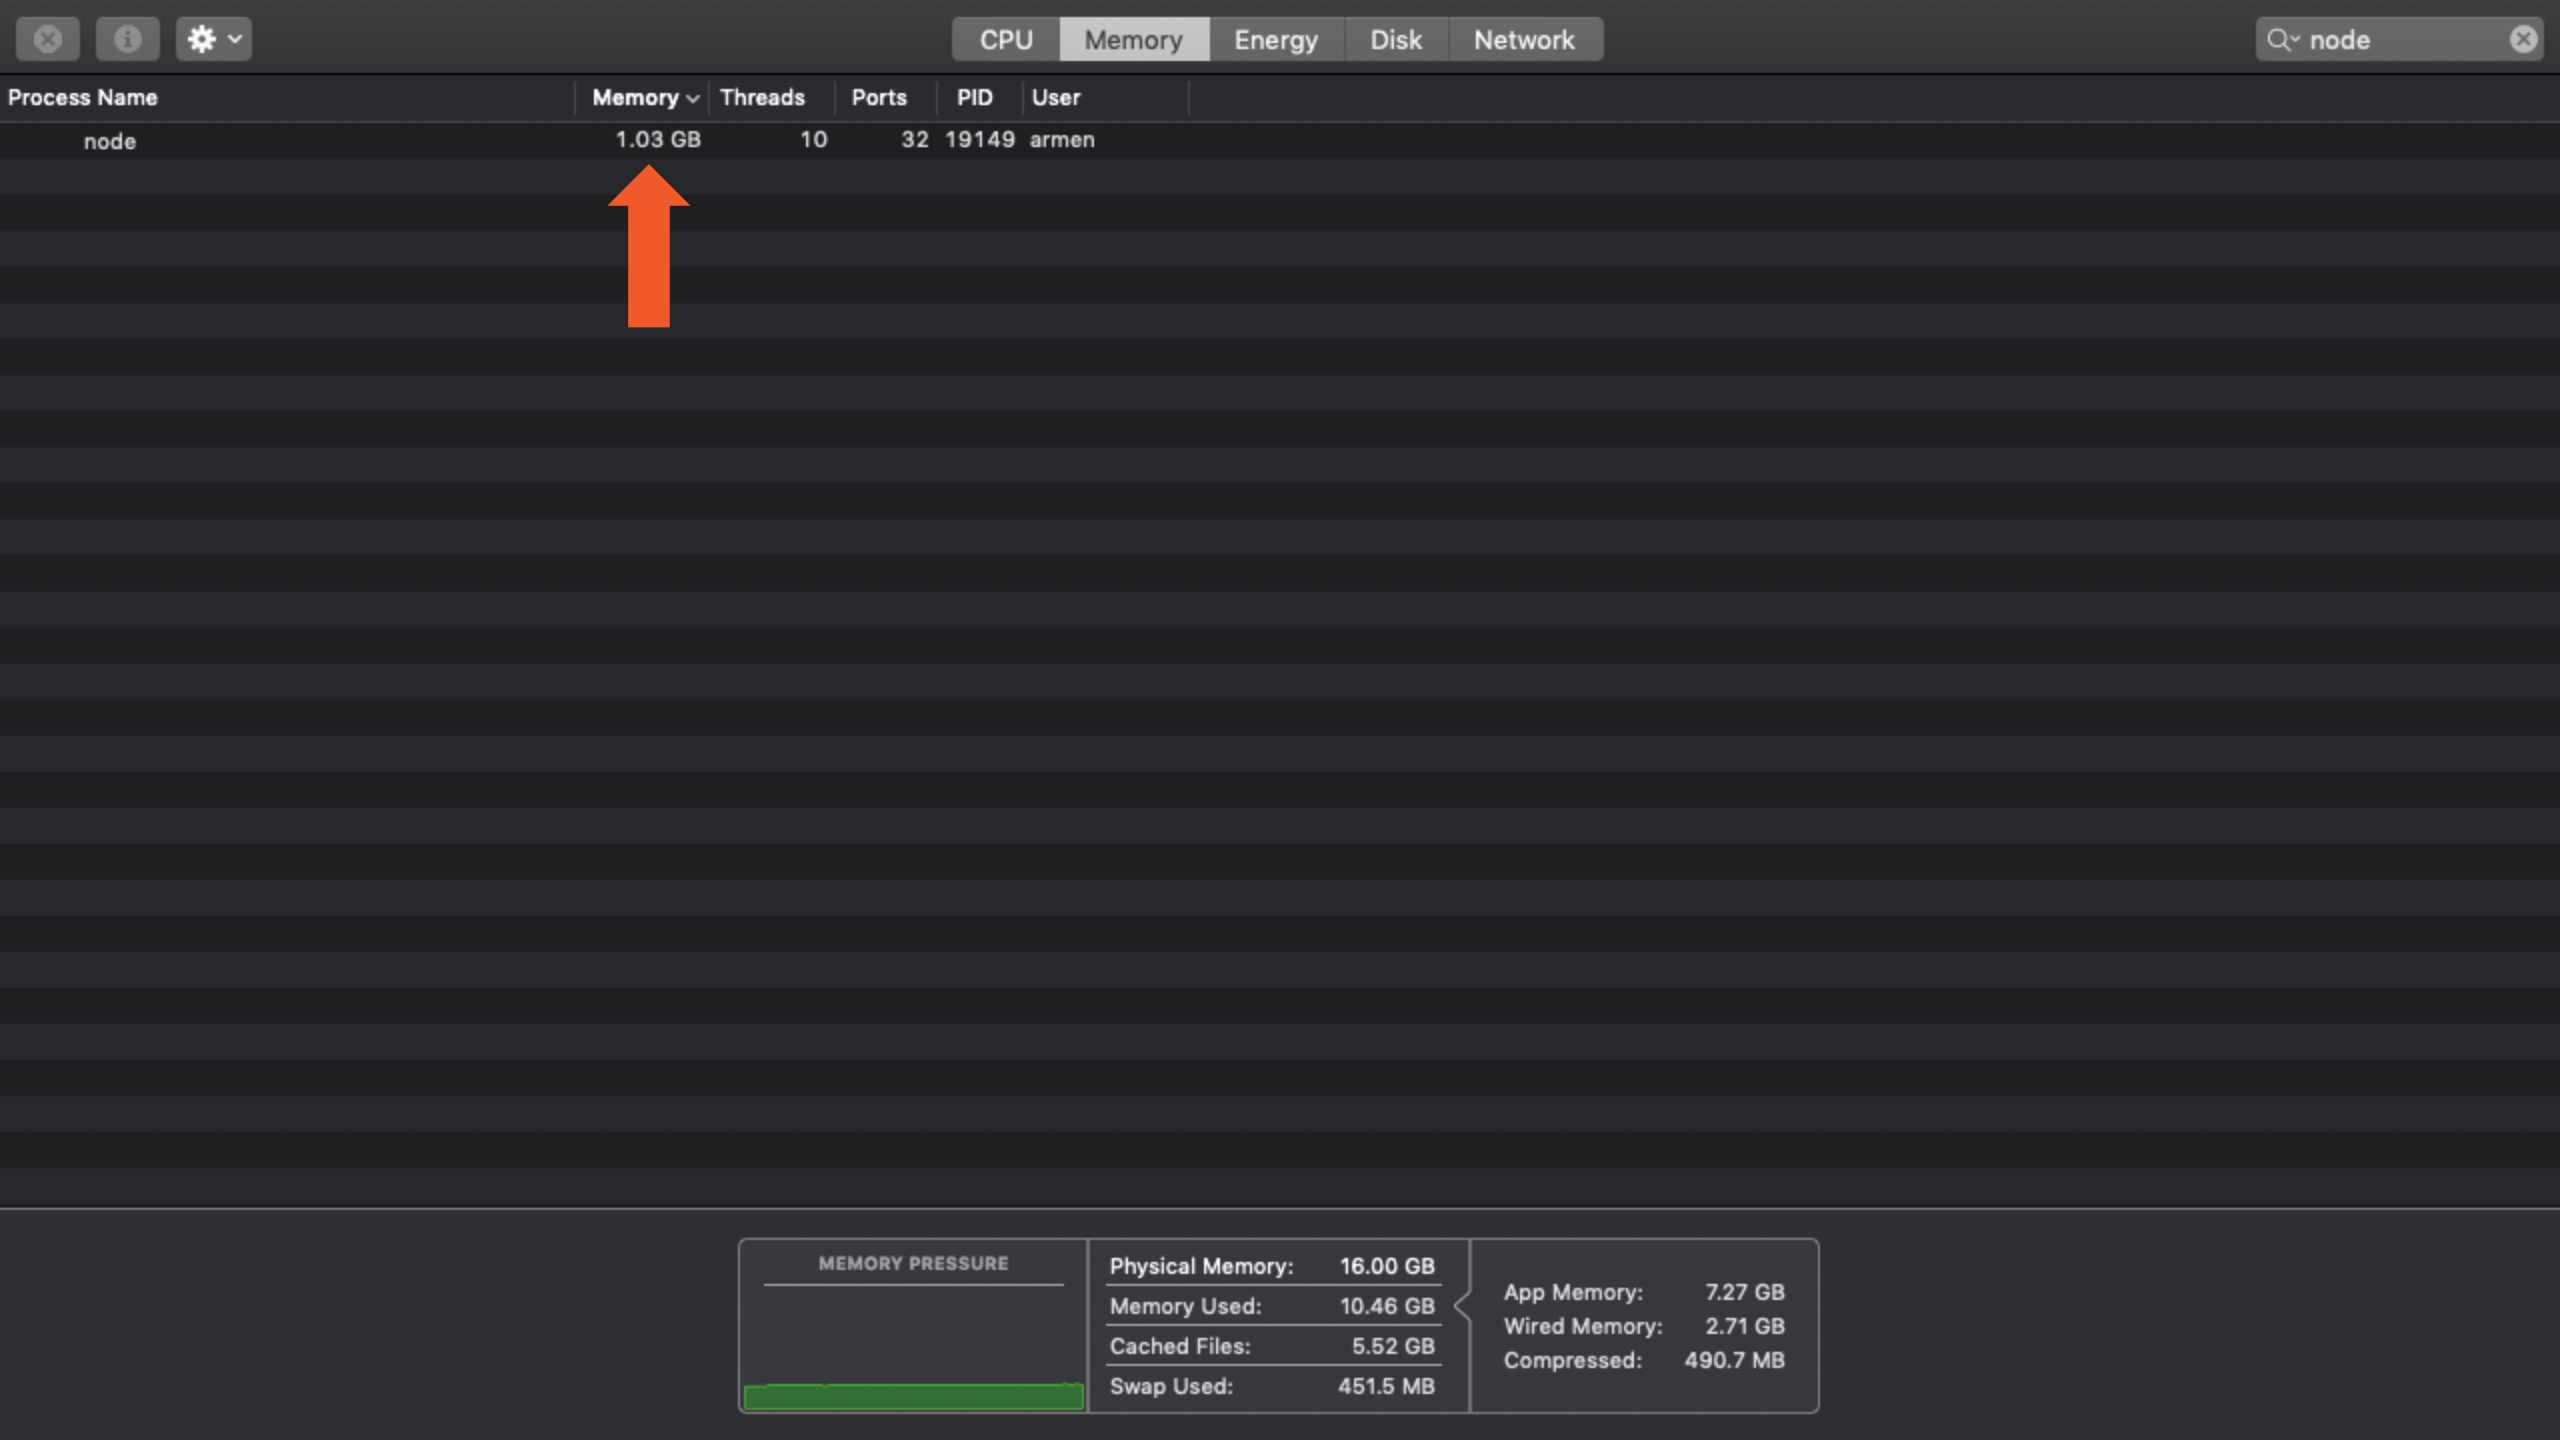 CPU Memory Energy Disk Network node
Process Name Memory Threads Ports PID User
node 1.03 GB 10 32 19149 armen
MEMORY PRESSURE
Physical Memory: 16.00 GB
Memory Used: 10.46 GB
Cached Files: 5.52 GB
Swap Used: 451.5 MB
App Memory: 7.27 GB
Wired Memory: 2.71 GB
Compressed: 490.7 MB